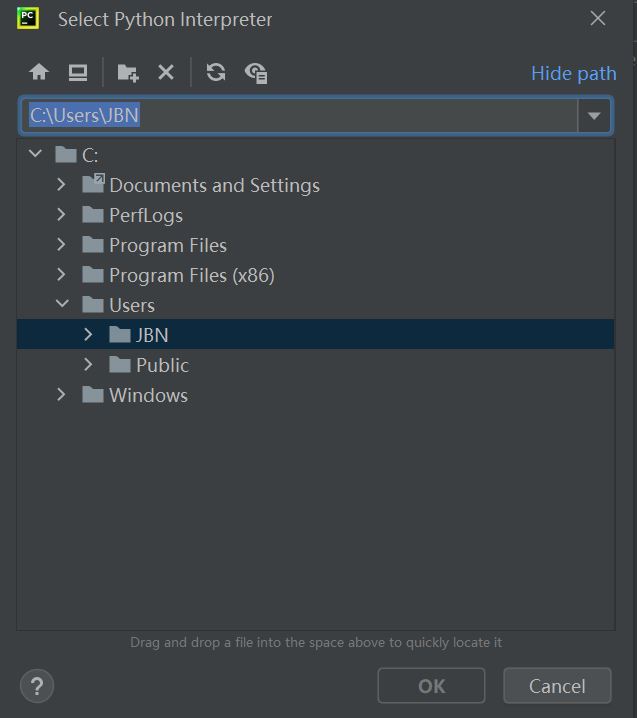 PC
Select Python Interpreter
Hide path
C:\Users\JBN
C:
Documents and Settings
PerfLogs
Program Files
Program Files (x86)
Users
JBN
Public
Windows
Drag and drop a file into the space above to quickly locate it
?
OK
Cancel